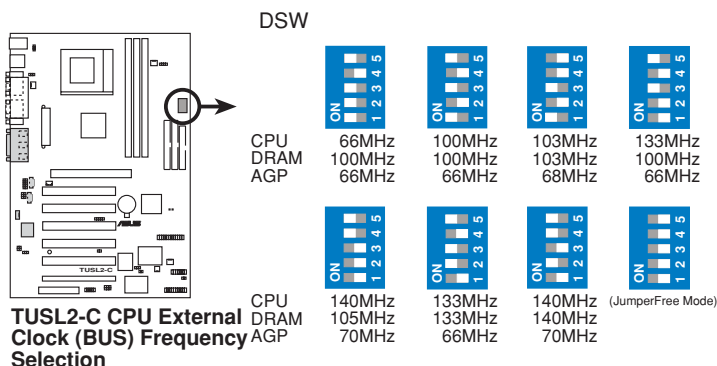 DSW
ON 1 2 3 4 5
ON 1 2 3 4 5
ON 1 2 3 4 5
ON 1 2 3 4 5
CPU 66MHz 100MHz 103MHz 133MHz
DRAM 100MHz 100MHz 103MHz 100MHz
AGP 66MHz 66MHz 68MHz 66MHz
ON 1 2 3 4 5
ON 1 2 3 4 5
ON 1 2 3 4 5
ON 1 2 3 4 5
CPU 140MHz 133MHz 140MHz (JumperFree Mode)
DRAM 105MHz 133MHz 140MHz
AGP 70MHz 66MHz 70MHz
/ISUS
TUSL2-C
TUSL2-C CPU External
Clock (BUS) Frequency
Selection